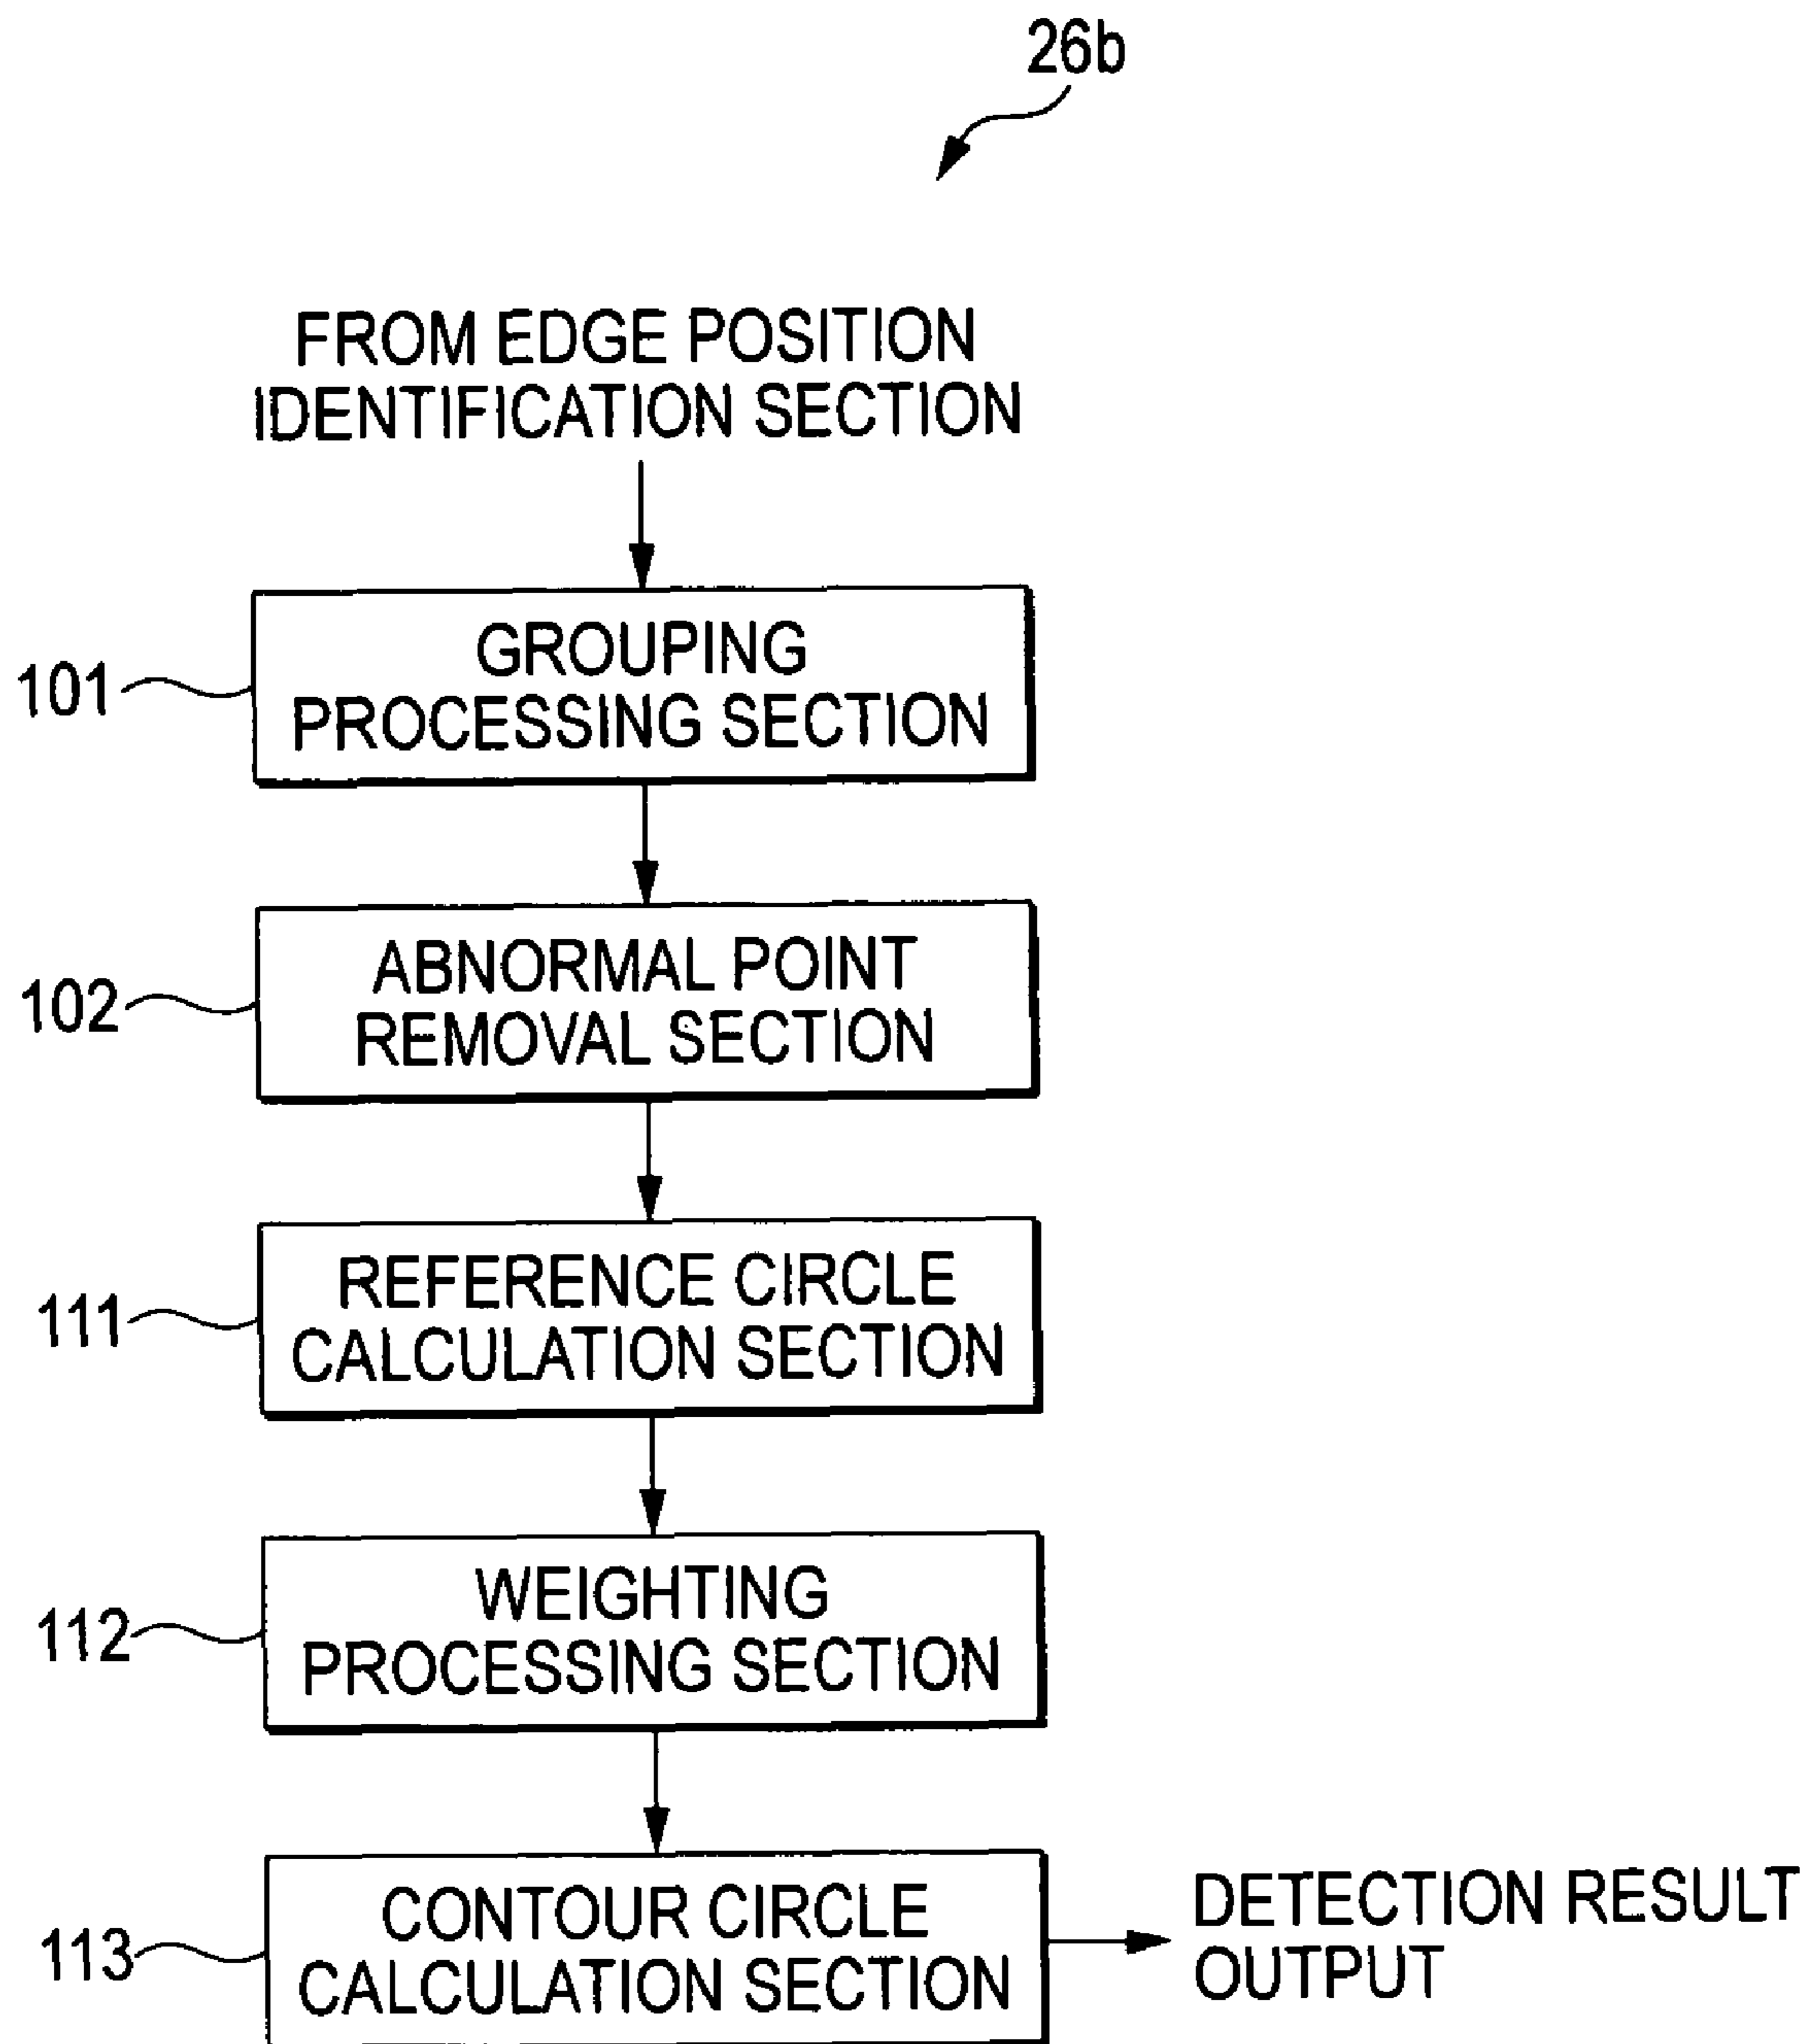 26b
FROM EDGE POSITION
IDENTIFICATION SECTION
GROUPING
PROCESSING SECTION
101
ABNORMAL POINT
REMOVAL SECTION
102
REFERENCE CIRCLE
CALCULATION SECTION
111
WEIGHTING
PROCESSING SECTION
112
CONTOUR CIRCLE
CALCULATION SECTION
113
DETECTION RESULT
OUTPUT